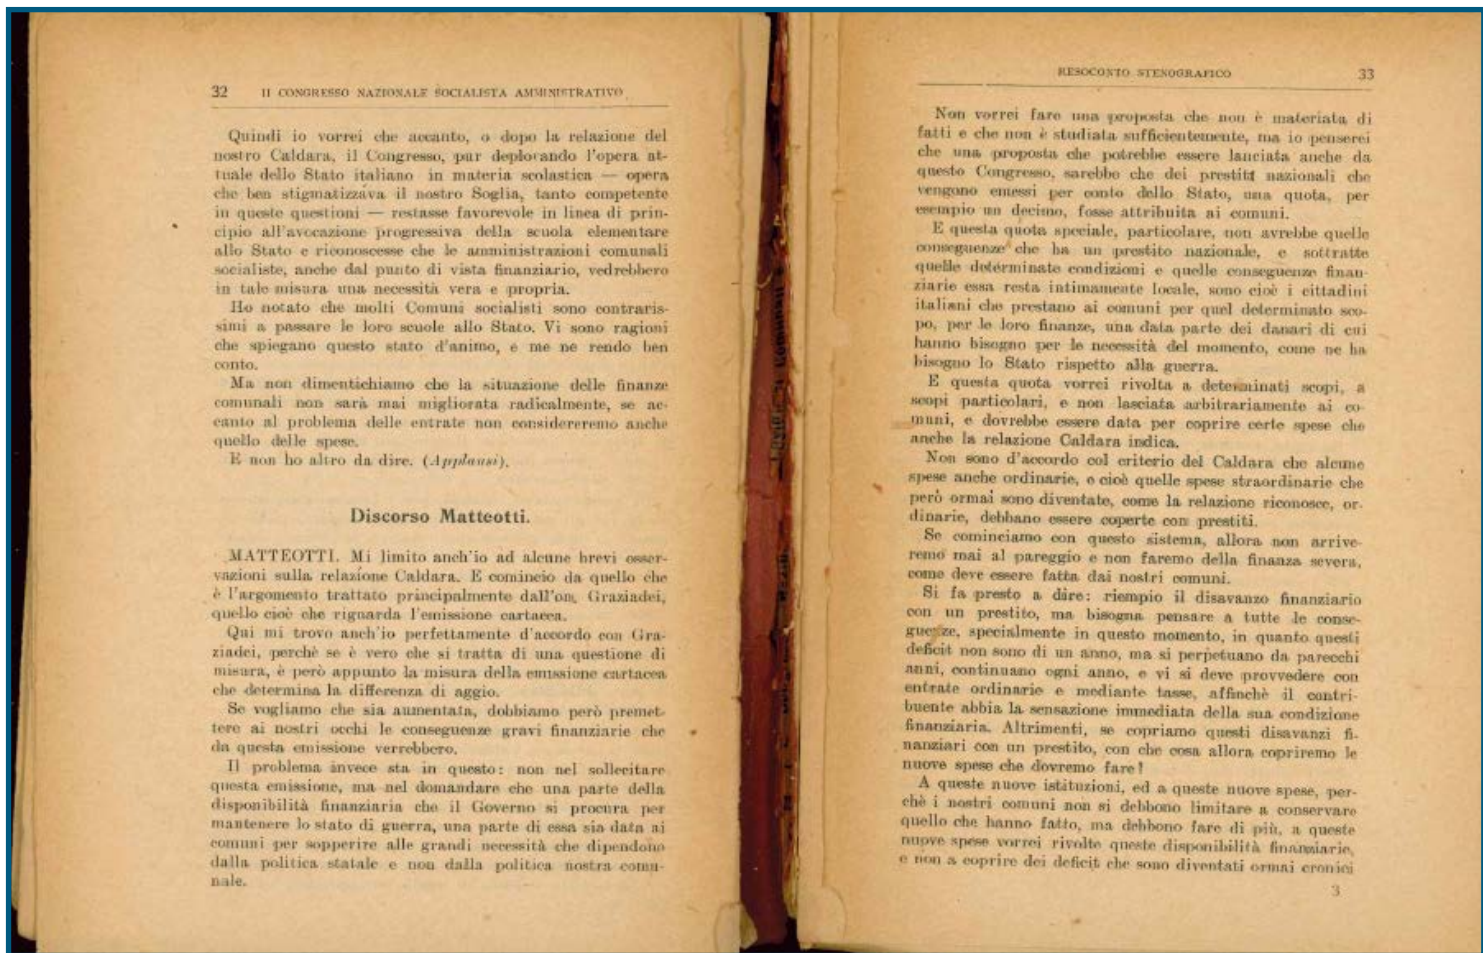 32 II CONGRESSO NAZIONALE SOCIALISTA AMMINISTRATIVO
Quindi io vorrei che accanto, o dopo la relazione del
nostro Caldara, il Congresso, pur deplorando l'opera at-
tuale dello Stato italiano in materia scolastica — opera
che ben stigmatizzava il nostro Soglia, tanto competente
in queste questioni — restasse favorevole in linea di prin-
cipio all'avocazione progressiva della scuola elementare
allo Stato e riconoscesse che le amministrazioni comunali
socialiste, anche dal punto di vista finanziario, vedrebbero
in tale misura una necessità vera e propria.
Ho notato che molti Comuni socialisti sono contraris-
simi a passare le loro scuole allo Stato. Vi sono ragioni
che spiegano questo stato d'animo, e me ne rendo ben
conto.
Ma non dimentichiamo che la situazione delle finanze
comunali non sarà mai migliorata radicalmente, se ac-
canto al problema delle entrate non considereremo anche
quello delle spese.
E non ho altro da dire. (Applausi).
Discorso Matteotti.
MATTEOTTI. Mi limito anch'io ad alcune brevi osser-
vazioni sulla relazione Caldara. E comincio da quello che
è l'argomento trattato principalmente dall'on. Graziadei,
quello cioè che riguarda l'emissione cartacea.
Qui mi trovo anch'io perfettamente d'accordo con Gra-
ziadei, perchè se è vero che si tratta di una questione di
misura, è però appunto la misura della emissione cartacea
che determina la differenza di aggio.
Se vogliamo che sia aumentata, dobbiamo però premet-
tere ai nostri occhi le conseguenze gravi finanziarie che
da questa emissione verrebbero.
Il problema invece sta in questo: non nel sollecitare
questa emissione, ma nel domandare che una parte della
disponibilità finanziaria che il Governo si procura per
mantenere lo stato di guerra, una parte di essa sia data ai
comuni per sopperire alle grandi necessità che dipendono
dalla politica statale e non dalla politica nostra comu-
nale.
RESOCONTO STENOGRAFICO 33
Non vorrei fare una proposta che non è materiata di
fatti e che non è studiata sufficientemente, ma io penserei
che una proposta che potrebbe essere lanciata anche da
questo Congresso, sarebbe che dei prestiti nazionali che
vengono emessi per conto dello Stato, una quota, per
esempio un decimo, fosse attribuita ai comuni.
E questa quota speciale, particolare, non avrebbe quelle
conseguenze che ha un prestito nazionale, e sottratte
quelle determinate condizioni e quelle conseguenze finan-
ziarie essa resta intimamente locale, sono cioè i cittadini
italiani che prestano ai comuni per quel determinato sco-
po, per le loro finanze, una data parte dei danari di cui
hanno bisogno per le necessità del momento, come ne ha
bisogno lo Stato rispetto alla guerra.
E questa quota vorrei rivolta a determinati scopi, a
scopi particolari, e non lasciata arbitrariamente ai co-
muni, e dovrebbe essere data per coprire certe spese che
anche la relazione Caldara indica.
Non sono d'accordo col criterio del Caldara che alcune
spese anche ordinarie, e cioè quelle spese straordinarie che
però ormai sono diventate, come la relazione riconosce, or-
dinarie, debbano essere coperte con prestiti.
Se cominciamo con questo sistema, allora non arrive-
remo mai al pareggio e non faremo della finanza severa,
come deve essere fatta dai nostri comuni.
Si fa presto a dire: riempio il disavanzo finanziario
con un prestito, ma bisogna pensare a tutte le conse-
guenze, specialmente in questo momento, in quanto questi
deficit non sono di un anno, ma si perpetuano da parecchi
anni, continuano ogni anno, e vi si deve provvedere con
entrate ordinarie e mediante tasse, affinchè il contri-
buente abbia la sensazione immediata della sua condizione
finanziaria. Altrimenti, se copriamo questi disavanzi fi-
nanziari con un prestito, con che cosa allora copriremo le
nuove spese che dovremo fare?
A queste nuove istituzioni, ed a queste nuove spese, per-
chè i nostri comuni non si debbono limitare a conservare
quello che hanno fatto, ma debbono fare di più, a queste
nuove spese vorrei rivolte queste disponibilità finanziarie,
e non a coprire dei deficit che sono diventati ormai cronici
3